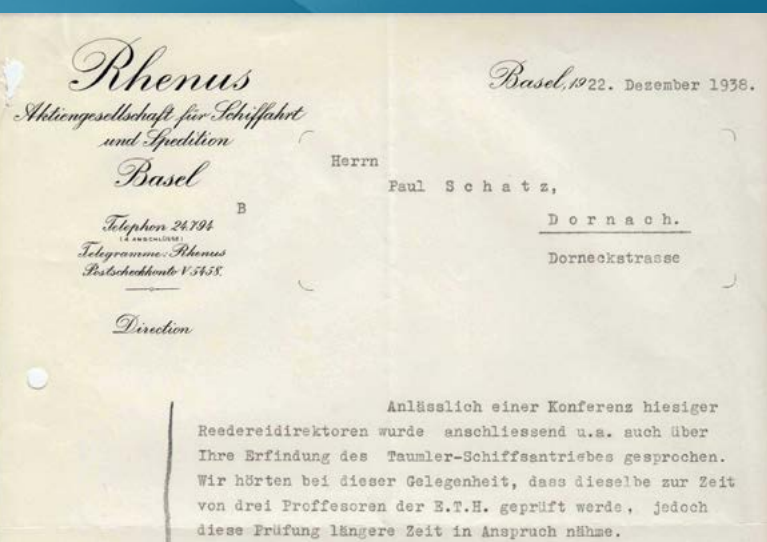 Rhenus
Aktiengesellschaft für Schiffahrt
und Spedition
Basel
Telephon 24.794
(4 ANSCHLÜSSE)
Telegramme: Rhenus
Postscheckkonto V 5458.
Direction
Basel, 1922. Dezember 1938.
Herrn
Paul S c h a t z,
B
D o r n a c h.
Dorneckstrasse
Anlässlich einer Konferenz hiesiger
Reedereidirektoren wurde anschliessend u.a. auch über
Ihre Erfindung des Taumler-Schiffsantriebes gesprochen.
Wir hörten bei dieser Gelegenheit, dass dieselbe zur Zeit
von drei Proffesoren der E.T.H. geprüft werde, jedoch
diese Prüfung längere Zeit in Anspruch nähme.